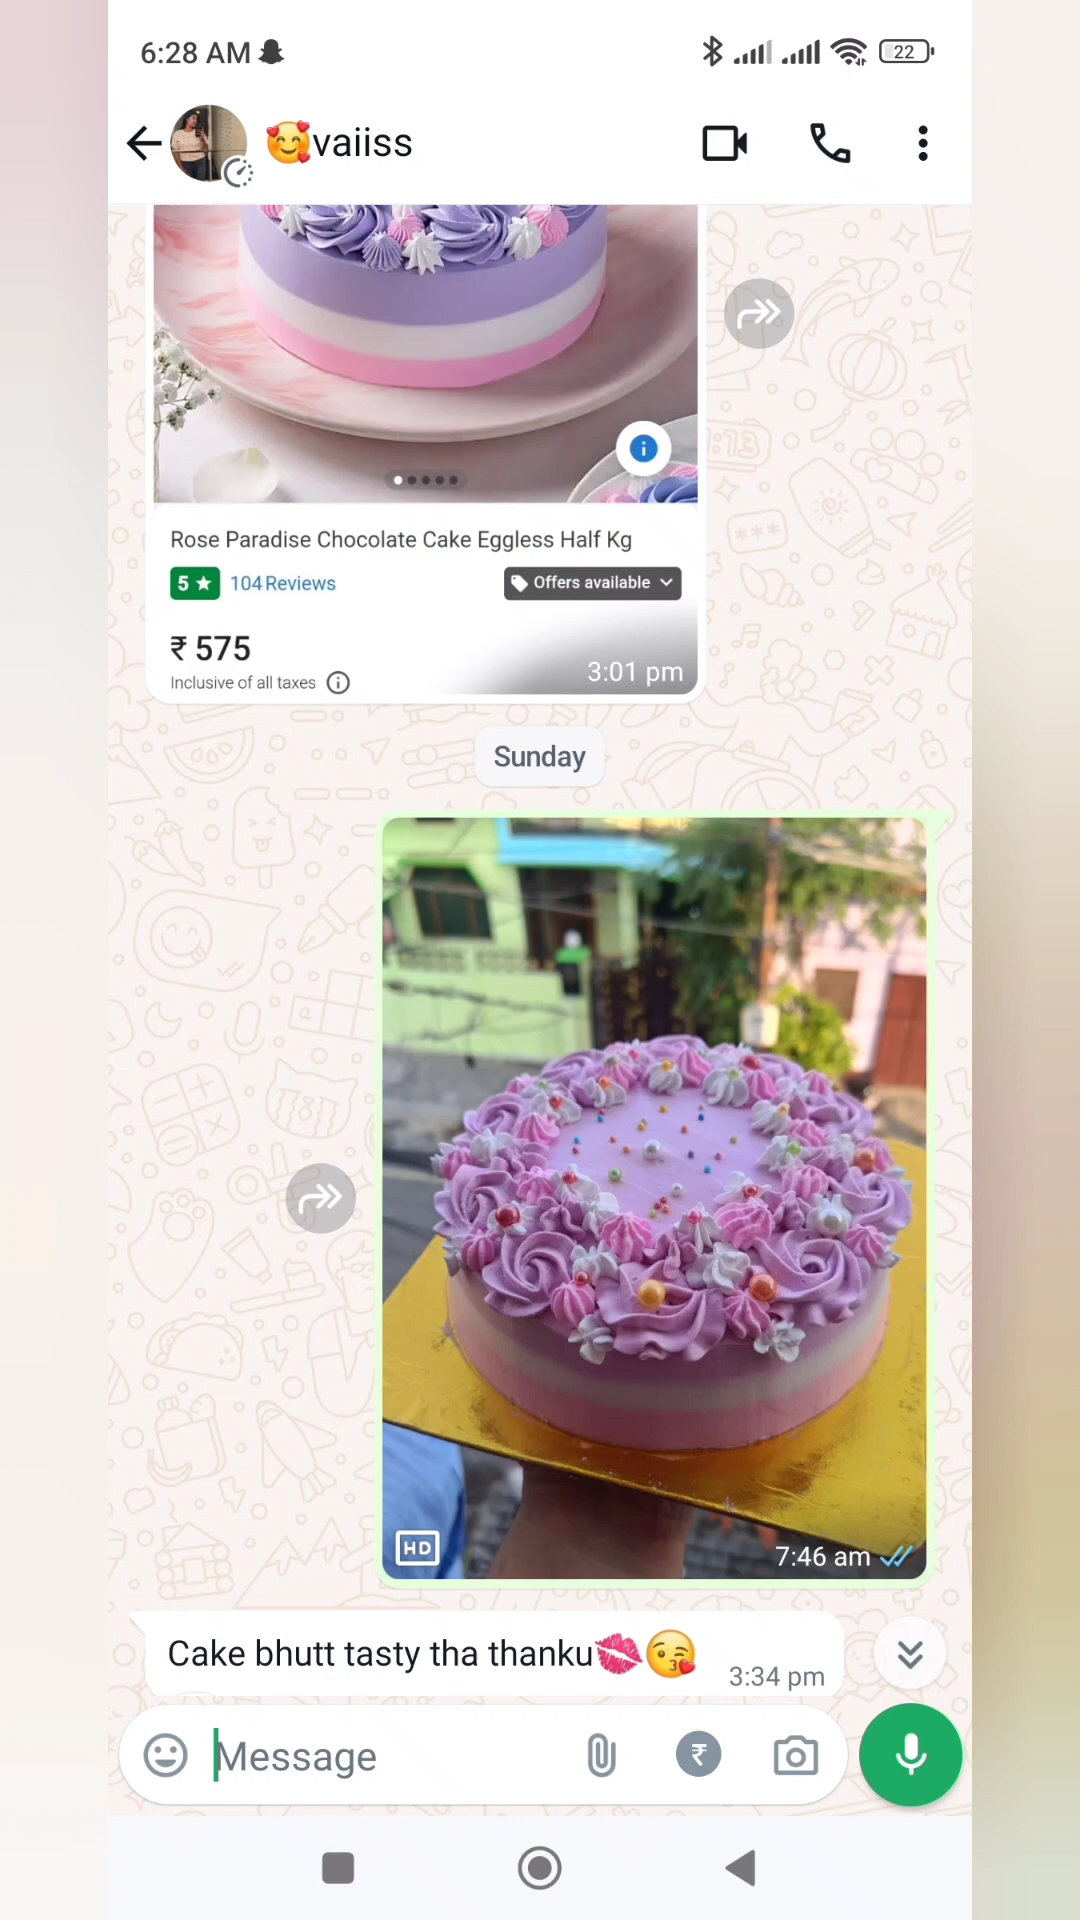 6:28 AM
22
🥰vaiiss
Rose Paradise Chocolate Cake Eggless Half Kg
5 ★ 104 Reviews
Offers available
₹ 575
Inclusive of all taxes
3:01 pm
Sunday
HD
7:46 am
Cake bhutt tasty tha thanku💋😘
3:34 pm
Message